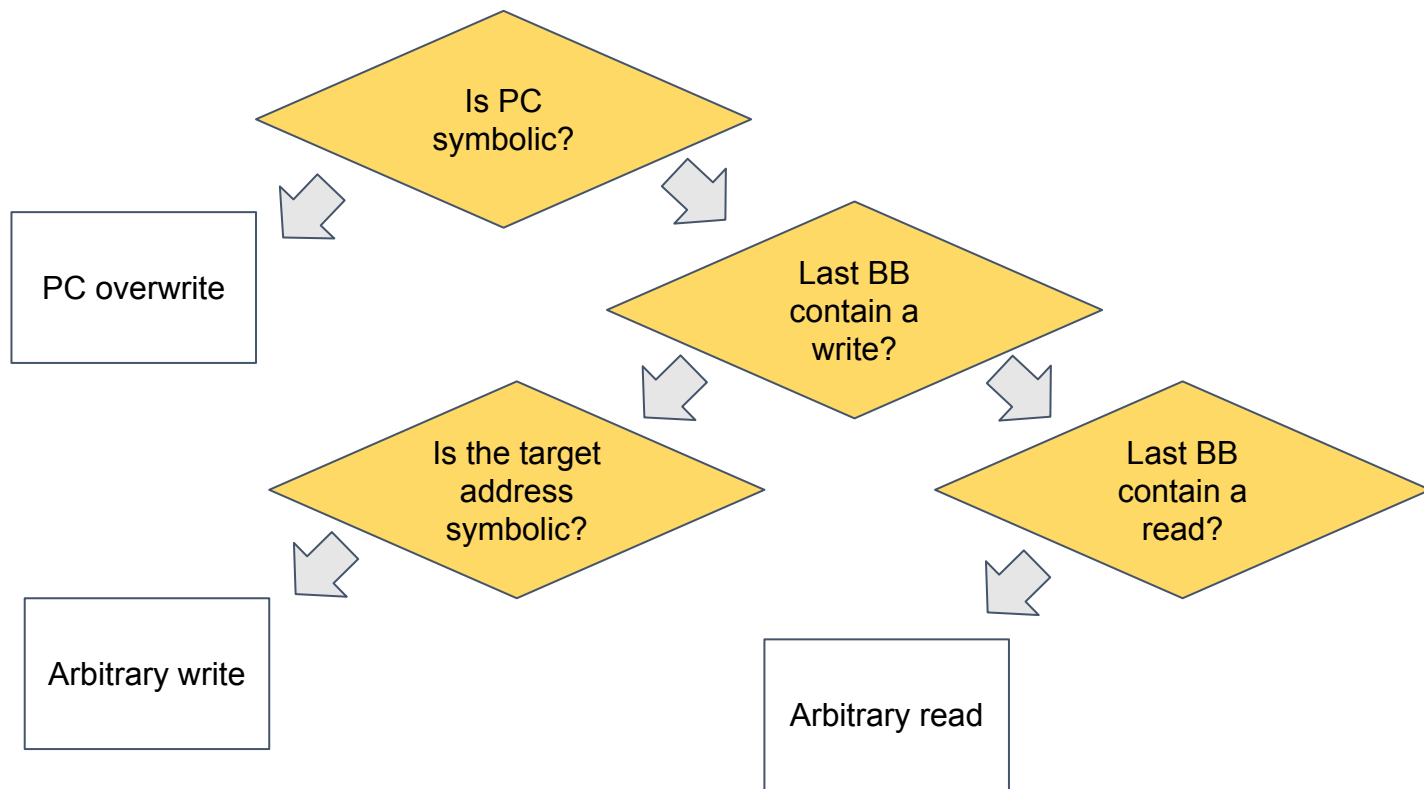 Is PC
symbolic?
PC overwrite
Last BB
contain a
write?
Is the target
address
symbolic?
Last BB
contain a
read?
Arbitrary write
Arbitrary read